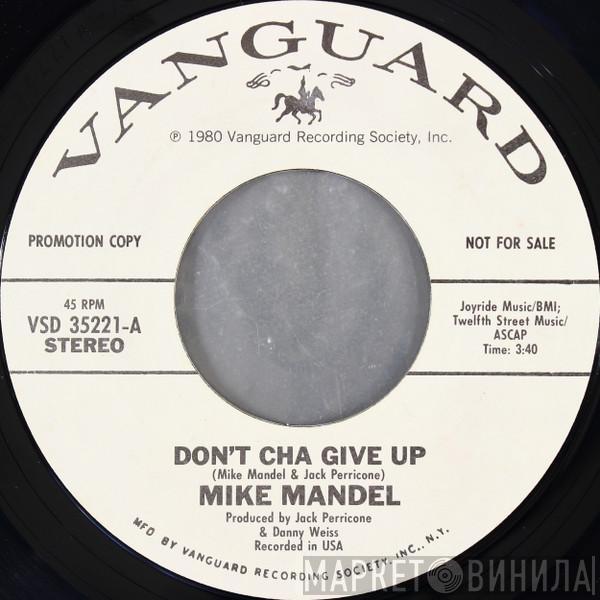 VANGUARD
℗ 1980 Vanguard Recording Society, Inc.
PROMOTION COPY
NOT FOR SALE
45 RPM
VSD 35221-A
STEREO
Joyride Music/BMI;
Twelfth Street Music/
ASCAP
Time: 3:40
DON'T CHA GIVE UP
(Mike Mandel & Jack Perricone)
MIKE MANDEL
Produced by Jack Perricone
& Danny Weiss
Recorded in USA
MFD BY VANGUARD RECORDING SOCIETY, INC., N.Y.
МАРКЕТ ВИНИЛА